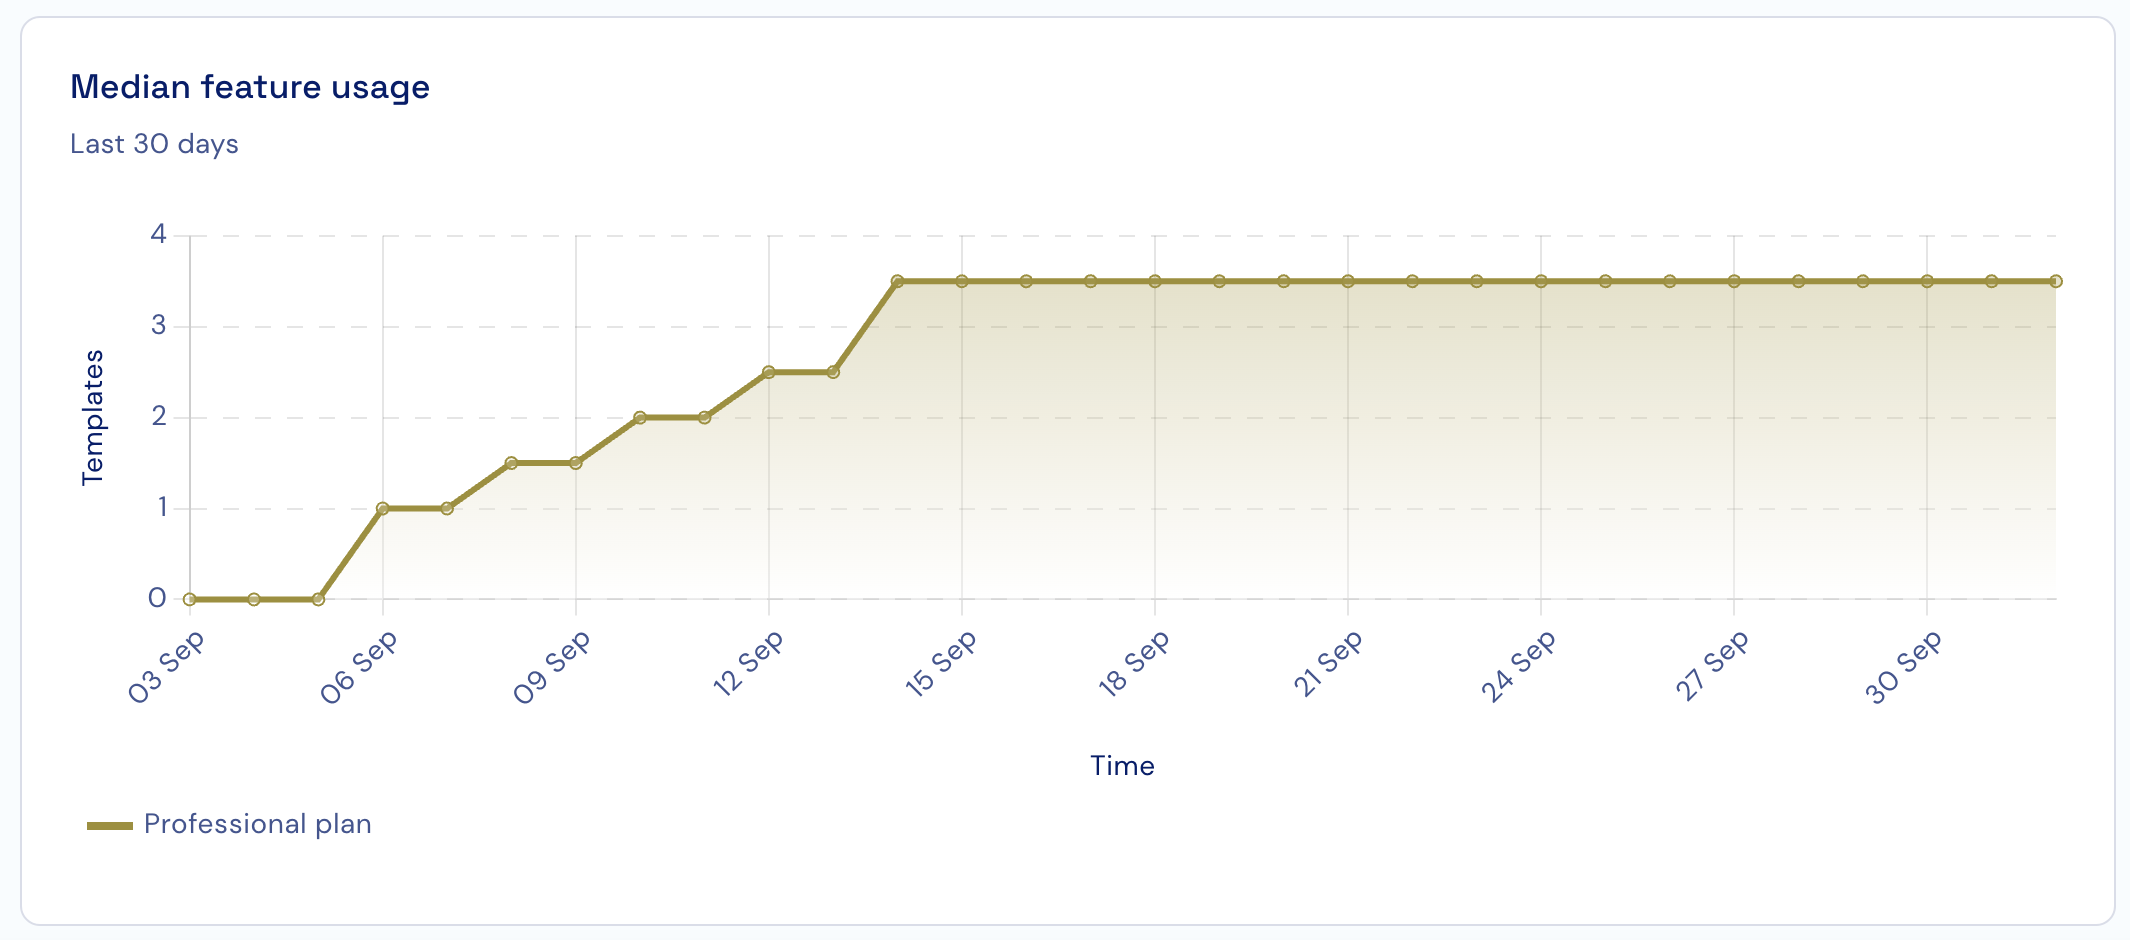 Median feature usage
Last 30 days
4
3
2
1
0
Templates
03 Sep
06 Sep
09 Sep
12 Sep
15 Sep
18 Sep
21 Sep
24 Sep
27 Sep
30 Sep
Time
Professional plan